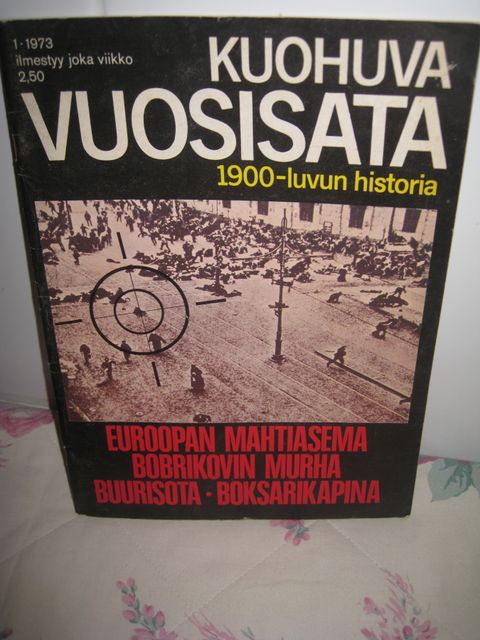 1·1973
ilmestyy joka viikko
2,50
KUOHUVA
VUOSISATA
1900-luvun historia
EUROOPAN MAHTIASEMA
BOBRIKOVIN MURHA
BUURISOTA · BOKSARIKAPINA